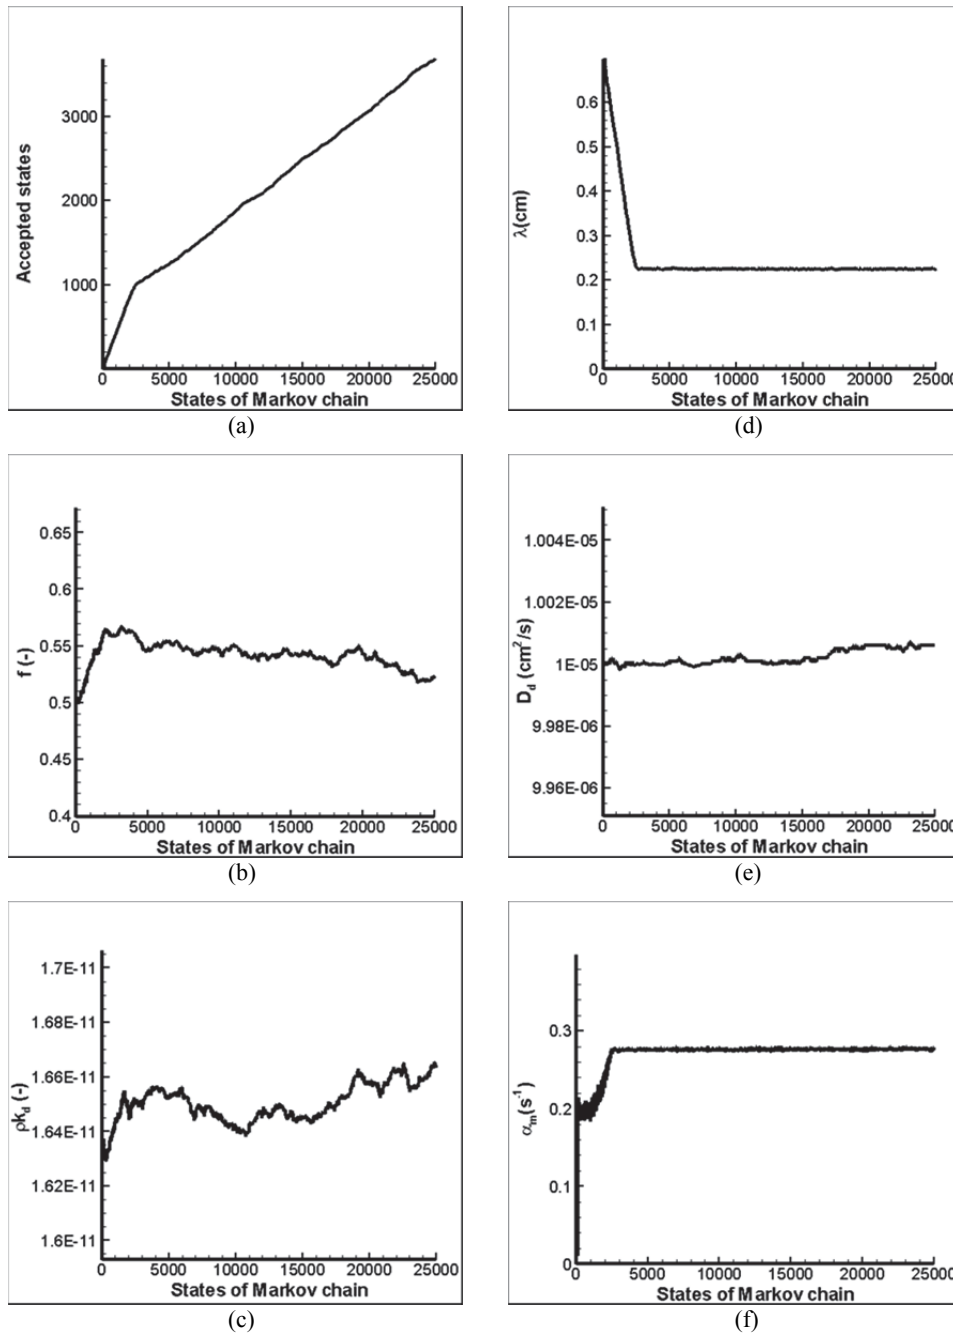 3000
2000
1000
Accepted states
0
5000
10000
15000
20000
25000
States of Markov chain
(a)
0.6
0.5
0.4
0.3
0.2
0.1
0
λ(cm)
0
5000
10000
15000
20000
25000
States of Markov chain
(d)
0.65
0.6
0.55
0.5
0.45
0.4
f (-)
0
5000
10000
15000
20000
25000
States of Markov chain
(b)
1.004E-05
1.002E-05
1E-05
9.98E-06
9.96E-06
D_d (cm²/s)
0
5000
10000
15000
20000
25000
States of Markov chain
(e)
1.7E-11
1.68E-11
1.66E-11
1.64E-11
1.62E-11
1.6E-11
ρk_d (-)
0
5000
10000
15000
20000
25000
States of Markov chain
(c)
0.3
0.2
0.1
0
α_m(s⁻¹)
0
5000
10000
15000
20000
25000
States of Markov chain
(f)